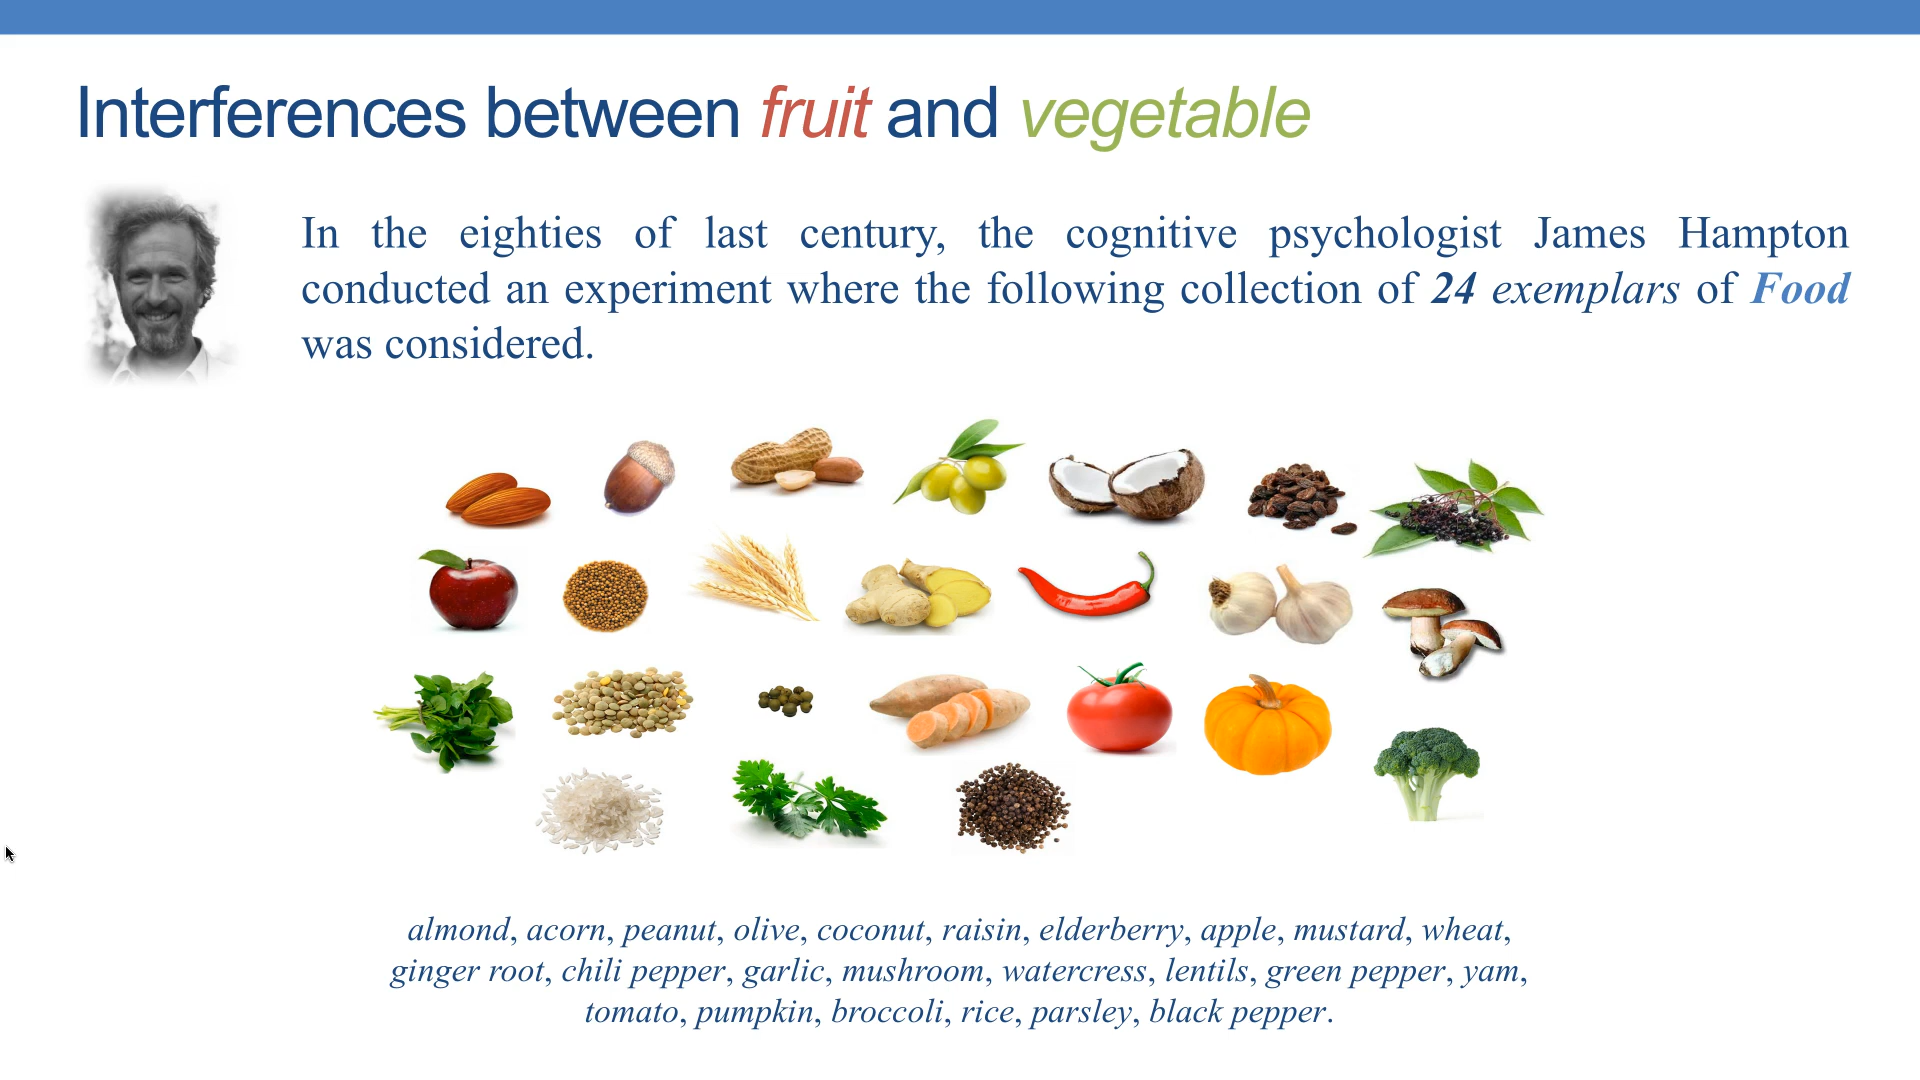 Interferences between fruit and vegetable
In the eighties of last century, the cognitive psychologist James Hampton
conducted an experiment where the following collection of 24 exemplars of Food
was considered.
almond, acorn, peanut, olive, coconut, raisin, elderberry, apple, mustard, wheat,
ginger root, chili pepper, garlic, mushroom, watercress, lentils, green pepper, yam,
tomato, pumpkin, broccoli, rice, parsley, black pepper.